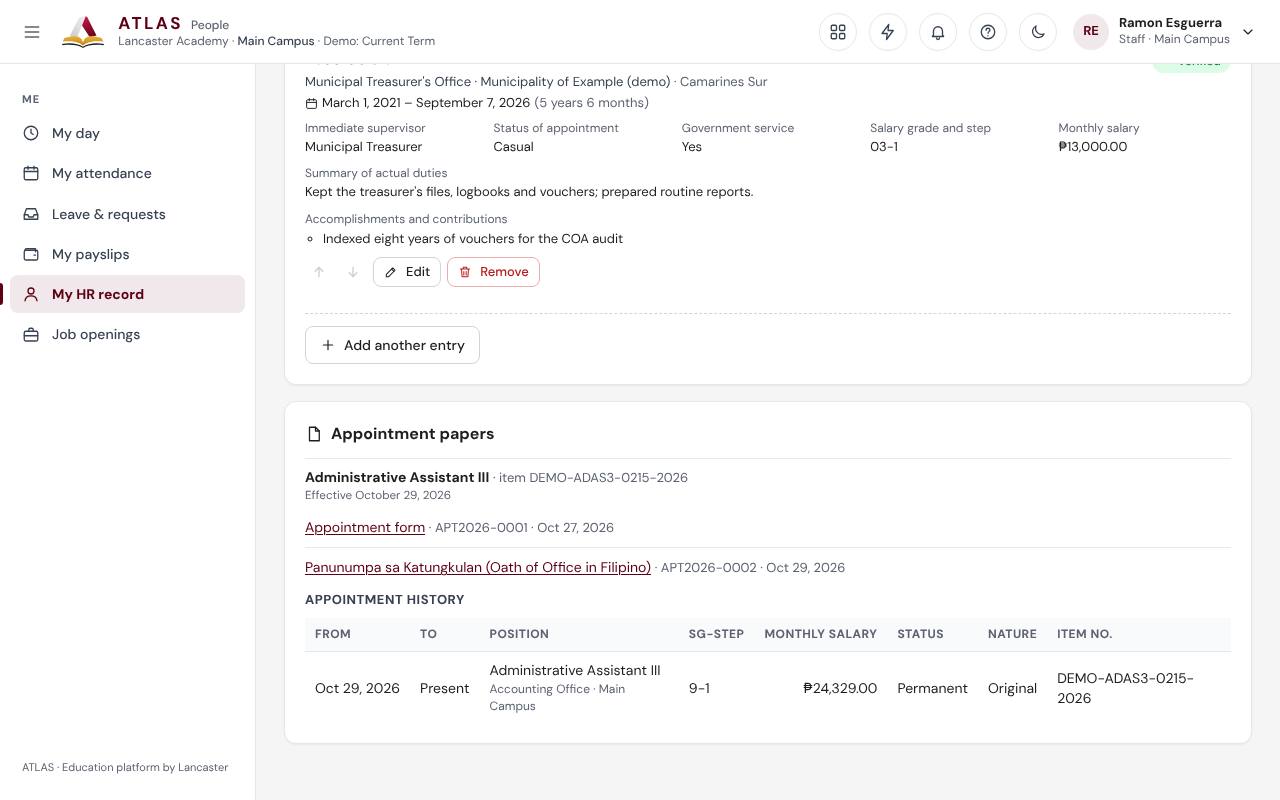 ATLAS People
Lancaster Academy · Main Campus · Demo: Current Term
RE
Ramon Esguerra
Staff · Main Campus
ME
My day
My attendance
Leave & requests
My payslips
My HR record
Job openings
ATLAS · Education platform by Lancaster
Municipal Treasurer's Office · Municipality of Example (demo) · Camarines Sur
March 1, 2021 – September 7, 2026 (5 years 6 months)
Immediate supervisor
Municipal Treasurer
Status of appointment
Casual
Government service
Yes
Salary grade and step
03-1
Monthly salary
₱13,000.00
Summary of actual duties
Kept the treasurer's files, logbooks and vouchers; prepared routine reports.
Accomplishments and contributions
Indexed eight years of vouchers for the COA audit
Edit
Remove
Add another entry
Appointment papers
Administrative Assistant III · item DEMO-ADAS3-0215-2026
Effective October 29, 2026
Appointment form · APT2026-0001 · Oct 27, 2026
Panunumpa sa Katungkulan (Oath of Office in Filipino) · APT2026-0002 · Oct 29, 2026
APPOINTMENT HISTORY
FROM TO POSITION SG-STEP MONTHLY SALARY STATUS NATURE ITEM NO.
Oct 29, 2026 Present Administrative Assistant III
Accounting Office · Main
Campus
9-1 ₱24,329.00 Permanent Original DEMO-ADAS3-0215-
2026